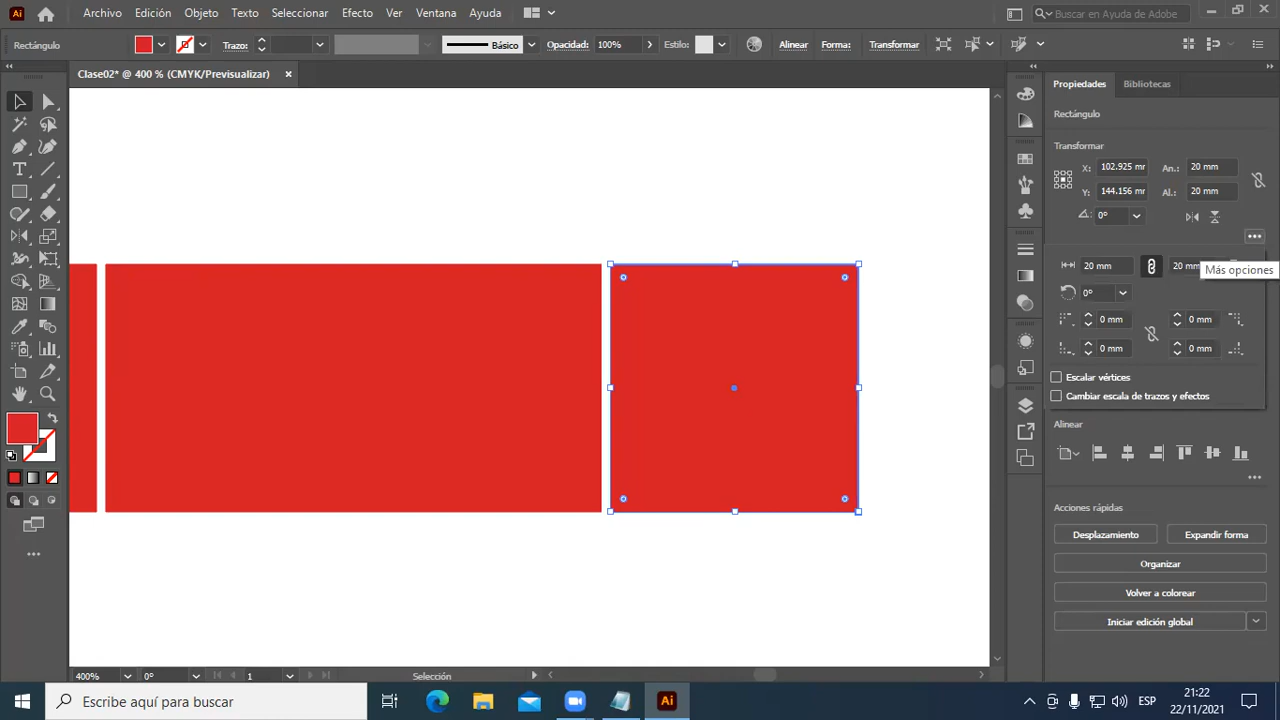 Ai Archivo Edición Objeto Texto Seleccionar Efecto Ver Ventana Ayuda Buscar en Ayuda de Adobe
Rectángulo Trazo: Básico Opacidad: 100% Estilo: Alinear Forma: Transformar
Clase02* @ 400 % (CMYK/Previsualizar) ×
Propiedades Bibliotecas
Rectángulo
Transformar
X: 102.925 mr An.: 20 mm
Y: 144.156 mr Al.: 20 mm
0°
20 mm 20 mm
Más opciones
0°
0 mm 0 mm
0 mm 0 mm
Escalar vértices
Cambiar escala de trazos y efectos
Alinear
Acciones rápidas
Desplazamiento Expandir forma
Organizar
Volver a colorear
Iniciar edición global
400% 0° 1 Selección
Escribe aquí para buscar
Ai
ESP
21:22
22/11/2021